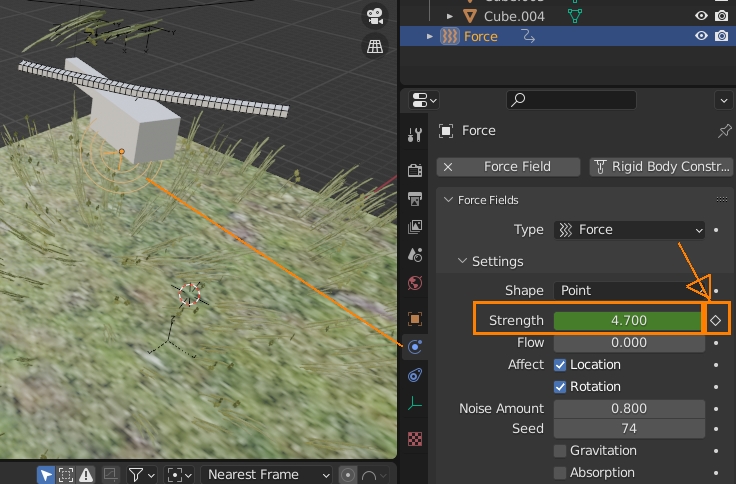 Cube.004
Force
Force
Force Field
Rigid Body Constr...
Force Fields
Type
Force
Settings
Shape
Point
Strength
4.700
Flow
0.000
Affect
Location
Rotation
Noise Amount
0.800
Seed
74
Gravitation
Absorption
Nearest Frame